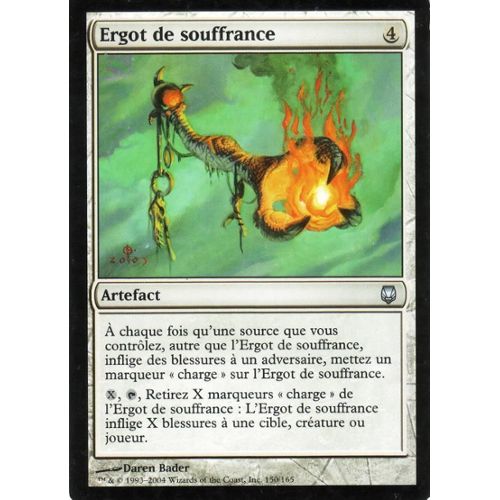 Ergot de souffrance 4
2003
Artefact
À chaque fois qu'une source que vous
contrôlez, autre que l'Ergot de souffrance,
inflige des blessures à un adversaire, mettez un
marqueur « charge » sur l'Ergot de souffrance.
X, , Retirez X marqueurs « charge » de
l'Ergot de souffrance : L'Ergot de souffrance
inflige X blessures à une cible, créature ou
joueur.
Daren Bader
™ & © 1993–2004 Wizards of the Coast, Inc. 150/165